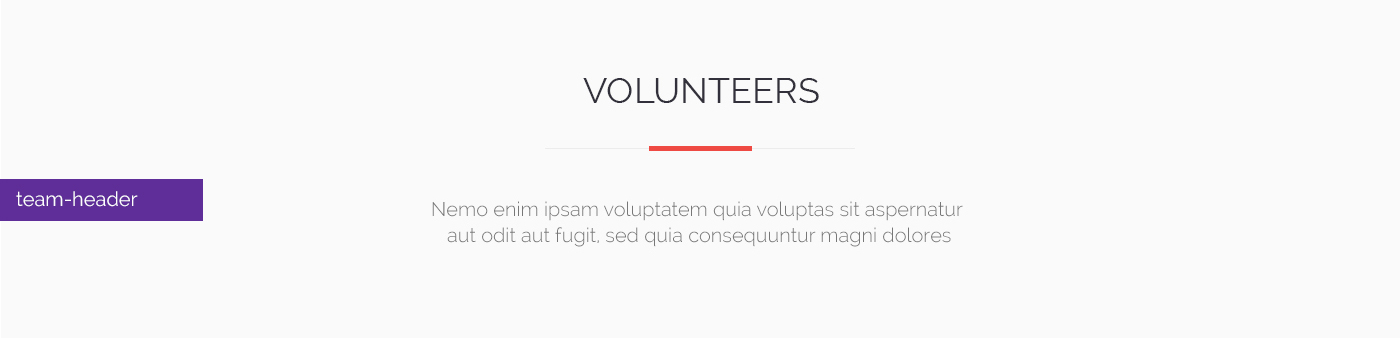 VOLUNTEERS
team-header
Nemo enim ipsam voluptatem quia voluptas sit aspernatur
aut odit aut fugit, sed quia consequuntur magni dolores